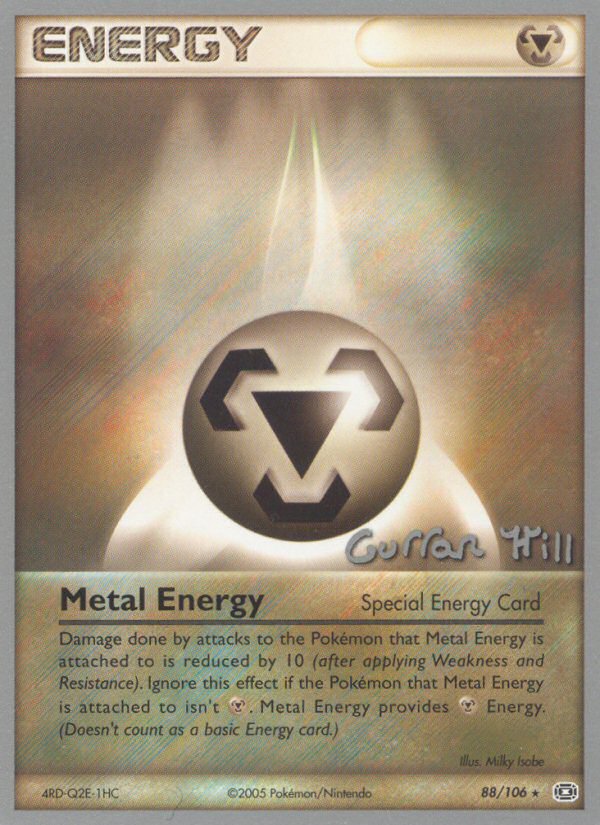 ENERGY
Curran Hill
Metal Energy Special Energy Card
Damage done by attacks to the Pokémon that Metal Energy is
attached to is reduced by 10 (after applying Weakness and
Resistance). Ignore this effect if the Pokémon that Metal Energy
is attached to isn't . Metal Energy provides Energy.
(Doesn't count as a basic Energy card.)
Illus. Milky Isobe
4RD-Q2E-1HC ©2005 Pokémon/Nintendo 88/106 ★